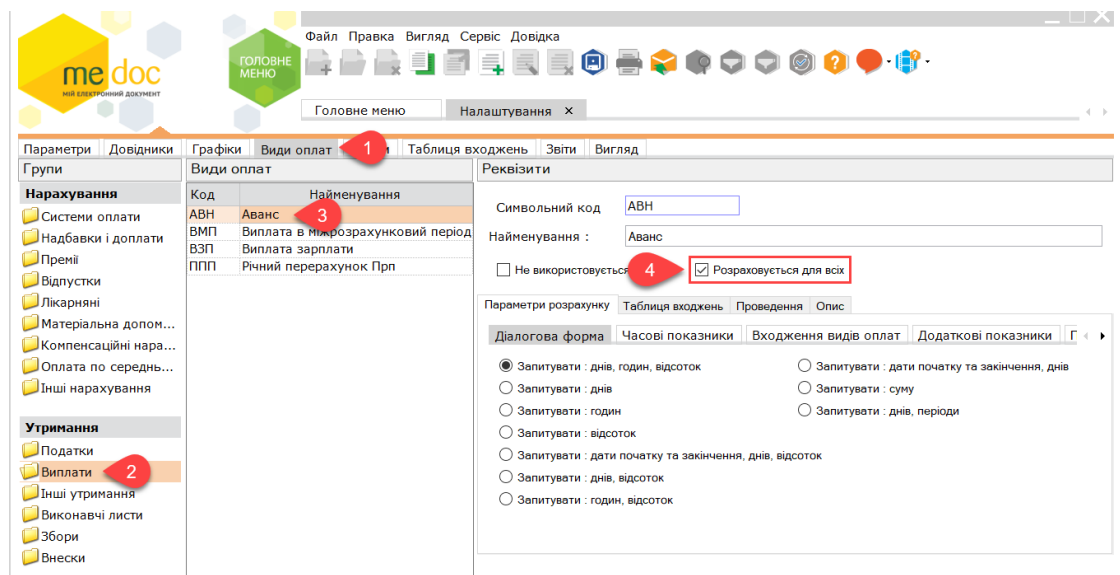 Файл Правка Вигляд Сервіс Довідка
me doc
МІЙ ЕЛЕКТРОННИЙ ДОКУМЕНТ
ГОЛОВНЕ
МЕНЮ
Головне меню Налаштування ×
Параметри Довідники Графіки Види оплат 1 Таблиця входжень Звіти Вигляд
Групи
Нарахування
Системи оплати
Надбавки і доплати
Премії
Відпустки
Лікарняні
Матеріальна допом...
Компенсаційні нара...
Оплата по середнь...
Інші нарахування
Утримання
Податки
Виплати 2
Інші утримання
Виконавчі листи
Збори
Внески
Види оплат
Код Найменування
АВН Аванс 3
ВМП Виплата в міжрозрахунковий період
ВЗП Виплата зарплати
ППП Річний перерахунок Прп
Реквізити
Символьний код АВН
Найменування : Аванс
Не використовується 4 Розраховується для всіх
Параметри розрахунку Таблиця входжень Проведення Опис
Діалогова форма Часові показники Входження видів оплат Додаткові показники
Запитувати : днів, годин, відсоток Запитувати : дати початку та закінчення, днів
Запитувати : днів Запитувати : суму
Запитувати : годин Запитувати : днів, періоди
Запитувати : відсоток
Запитувати : дати початку та закінчення, днів, відсоток
Запитувати : днів, відсоток
Запитувати : годин, відсоток